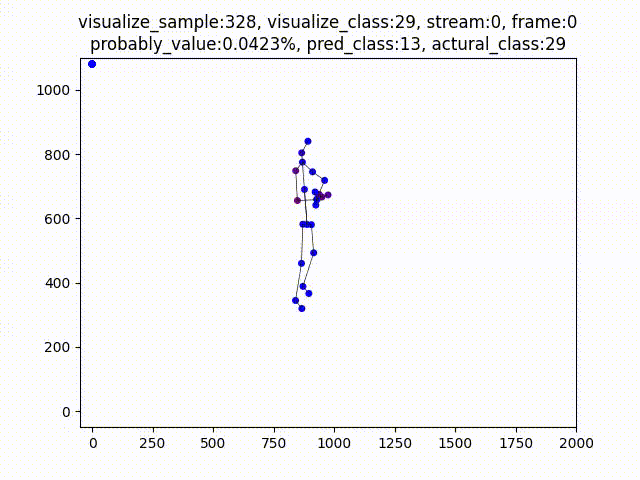 visualize_sample:328, visualize_class:29, stream:0, frame:0
probably_value:0.0423%, pred_class:13, actural_class:29
1000
800
600
400
200
0
0 250 500 750 1000 1250 1500 1750 2000